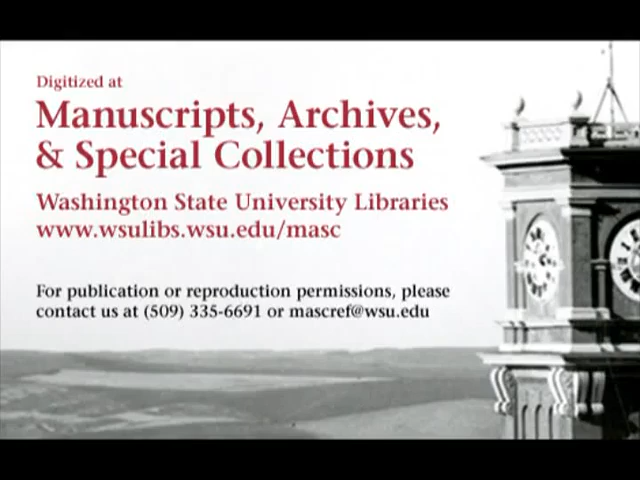 Digitized at
Manuscripts, Archives,
& Special Collections
Washington State University Libraries
www.wsulibs.wsu.edu/masc
For publication or reproduction permissions, please
contact us at (509) 335-6691 or mascref@wsu.edu